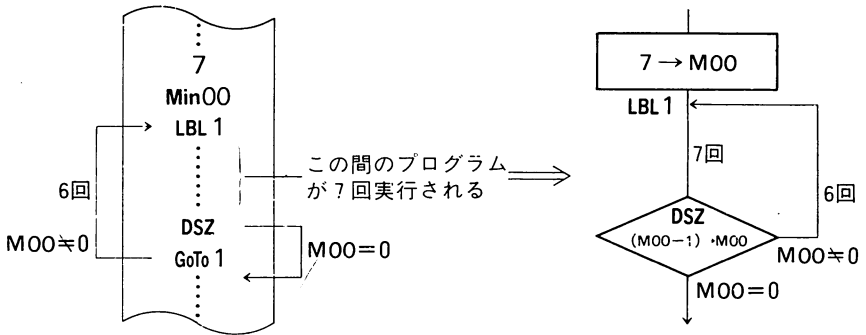 7
Min00
LBL 1
6回
この間のプログラム
が7回実行される
DSZ
M00≒0
GoTo 1
M00=0
7→M00
LBL 1
7回
6回
DSZ
(M00-1)→M00
M00≒0
M00=0